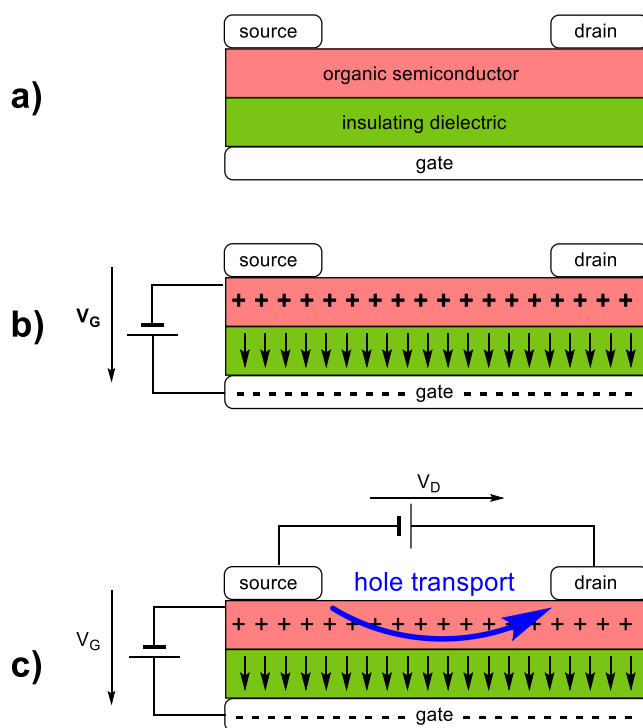 source drain
a) organic semiconductor
insulating dielectric
gate
source drain
+ + + + + + + + + + + + + + + + + +
b) V_G
gate
V_D
source hole transport drain
+ + + + + + + + + + + + + + + + + +
V_G
c)
gate